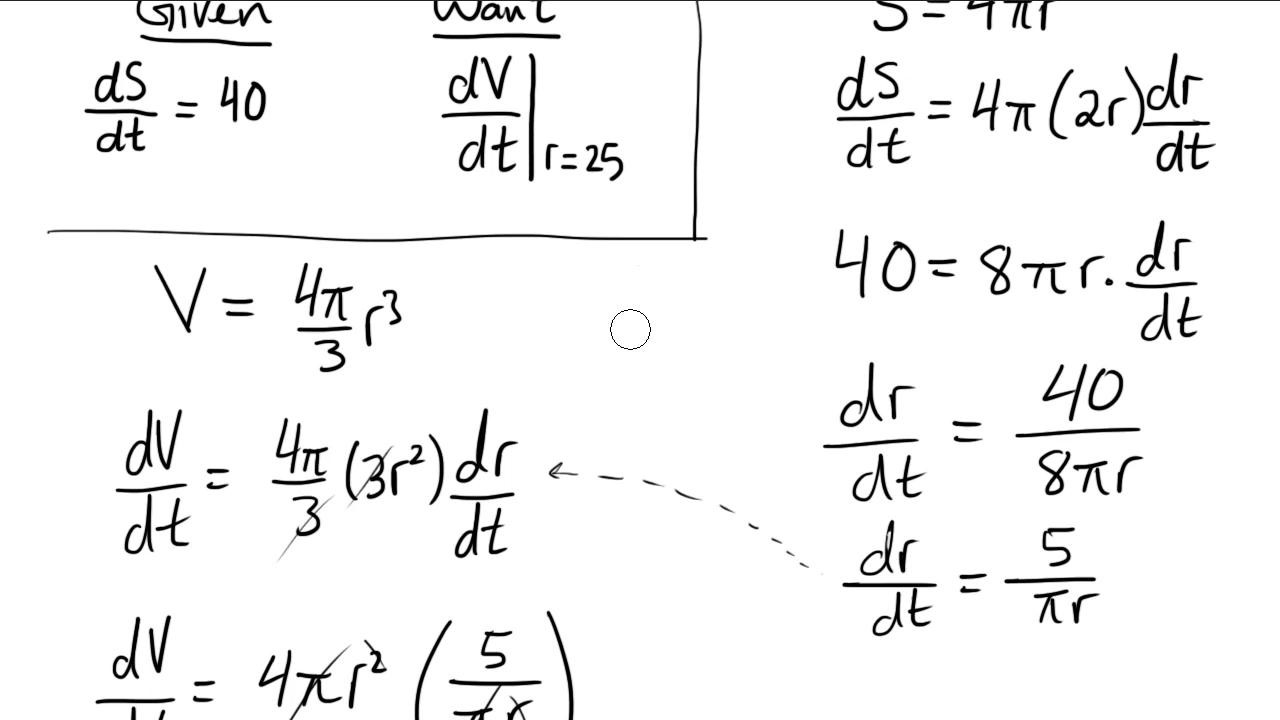 Given Want
dS/dt = 40 dV/dt | r=25
V = 4π/3 r³
dV/dt = 4π/3 (3r²) dr/dt
dV/dt = 4πr² (5/πr)
S = 4πr
dS/dt = 4π(2r) dr/dt
40 = 8πr · dr/dt
dr/dt = 40/8πr
dr/dt = 5/πr